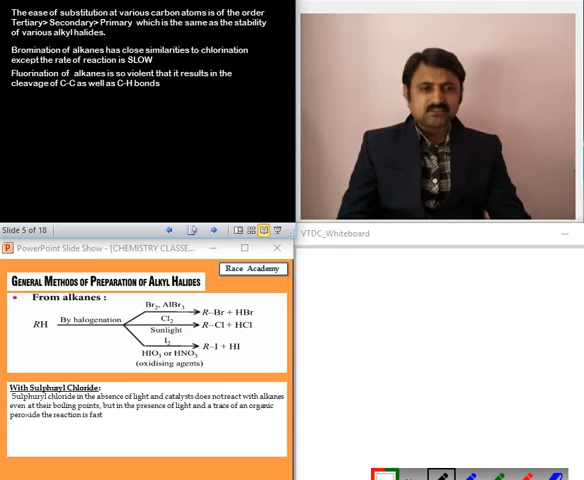 The ease of substitution at various carbon atoms is of the order
Tertiary> Secondary> Primary which is the same as the stability
of various alkyl halides.
Bromination of alkanes has close similarities to chlorination
except the rate of reaction is SLOW
Fluorination of alkanes is so violent that it results in the
cleavage of C-C as well as C-H bonds
Slide 5 of 18
VTDC_Whiteboard
PowerPoint Slide Show - [CHEMISTRY CLASSE...
Race Academy
GENERAL METHODS OF PREPARATION OF ALKYL HALIDES
• From alkanes :
Br₂, AlBr₃
R–Br + HBr
RH By halogenation
Cl₂
R–Cl + HCl
Sunlight
I₂
R–I + HI
HIO₃ or HNO₃
(oxidising agents)
With Sulphuryl Chloride:
Sulphuryl chloride in the absence of light and catalysts does not react with alkanes
even at their boiling points, but in the presence of light and a trace of an organic
peroxide the reaction is fast